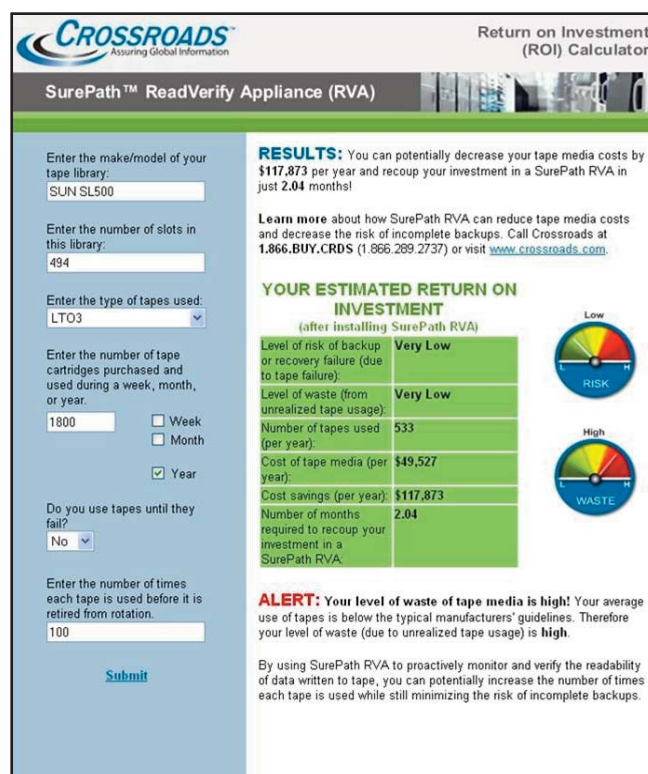 CROSSROADS™
Assuring Global Information
Return on Investment
(ROI) Calculator
SurePath™ ReadVerify Appliance (RVA)
Enter the make/model of your
tape library:
SUN SL500
Enter the number of slots in
this library:
494
Enter the type of tapes used:
LTO3
Enter the number of tape
cartridges purchased and
used during a week, month,
or year.
1800
Week
Month
Year
Do you use tapes until they
fail?
No
Enter the number of times
each tape is used before it is
retired from rotation.
100
Submit
RESULTS: You can potentially decrease your tape media costs by
$117,873 per year and recoup your investment in a SurePath RVA in
just 2.04 months!
Learn more about how SurePath RVA can reduce tape media costs
and decrease the risk of incomplete backups. Call Crossroads at
1.866.BUY.CRDS (1.866.289.2737) or visit www.crossroads.com.
YOUR ESTIMATED RETURN ON
INVESTMENT
(after installing SurePath RVA)
Level of risk of backup
or recovery failure (due
to tape failure):
Very Low
Level of waste (from
unrealized tape usage):
Very Low
Number of tapes used
(per year):
533
Cost of tape media (per
year):
$49,527
Cost savings (per year):
$117,873
Number of months
required to recoup your
investment in a
SurePath RVA:
2.04
Low
L
H
RISK
High
L
H
WASTE
ALERT: Your level of waste of tape media is high! Your average
use of tapes is below the typical manufacturers' guidelines. Therefore
your level of waste (due to unrealized tape usage) is high.
By using SurePath RVA to proactively monitor and verify the readability
of data written to tape, you can potentially increase the number of times
each tape is used while still minimizing the risk of incomplete backups.